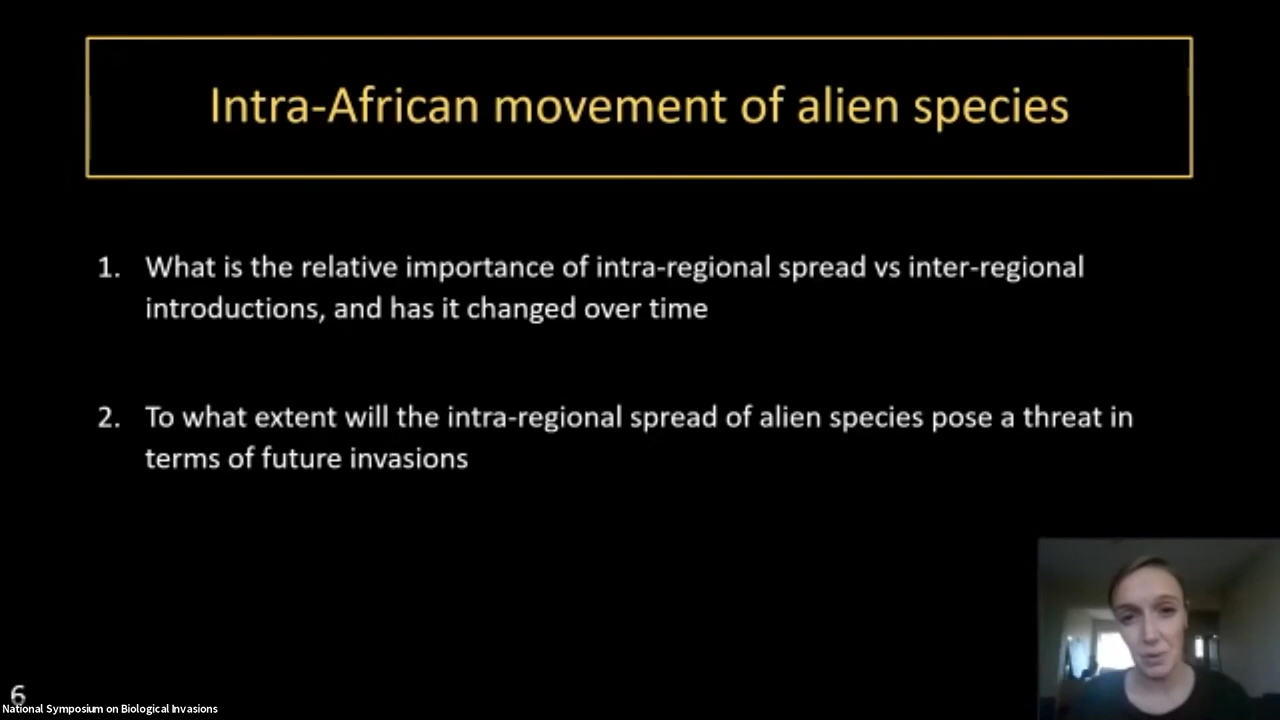 Intra-African movement of alien species
1. What is the relative importance of intra-regional spread vs inter-regional
introductions, and has it changed over time
2. To what extent will the intra-regional spread of alien species pose a threat in
terms of future invasions
6
National Symposium on Biological Invasions